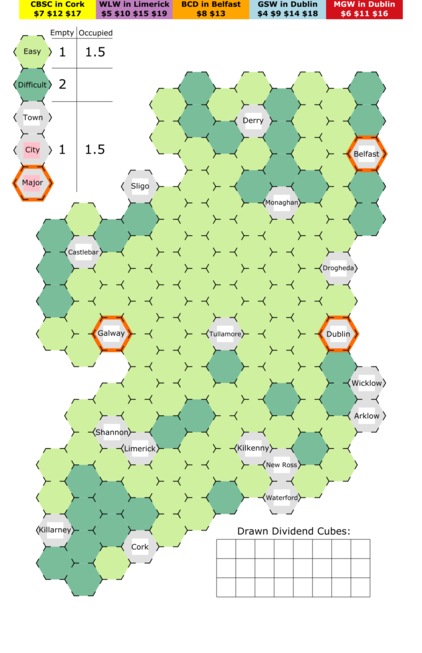 CBSC in Cork
$7 $12 $17
WLW in Limerick
$5 $10 $15 $19
BCD in Belfast
$8 $13
GSW in Dublin
$4 $9 $14 $18
MGW in Dublin
$6 $11 $16
Empty Occupied
Easy 1 1.5
Difficult 2
Town
City 1 1.5
Major
Derry
Belfast
Sligo
Monaghan
Castlebar
Drogheda
Galway
Tullamore
Dublin
Wicklow
Arklow
Shannon
Limerick
Kilkenny
New Ross
Waterford
Killarney
Cork
Drawn Dividend Cubes: